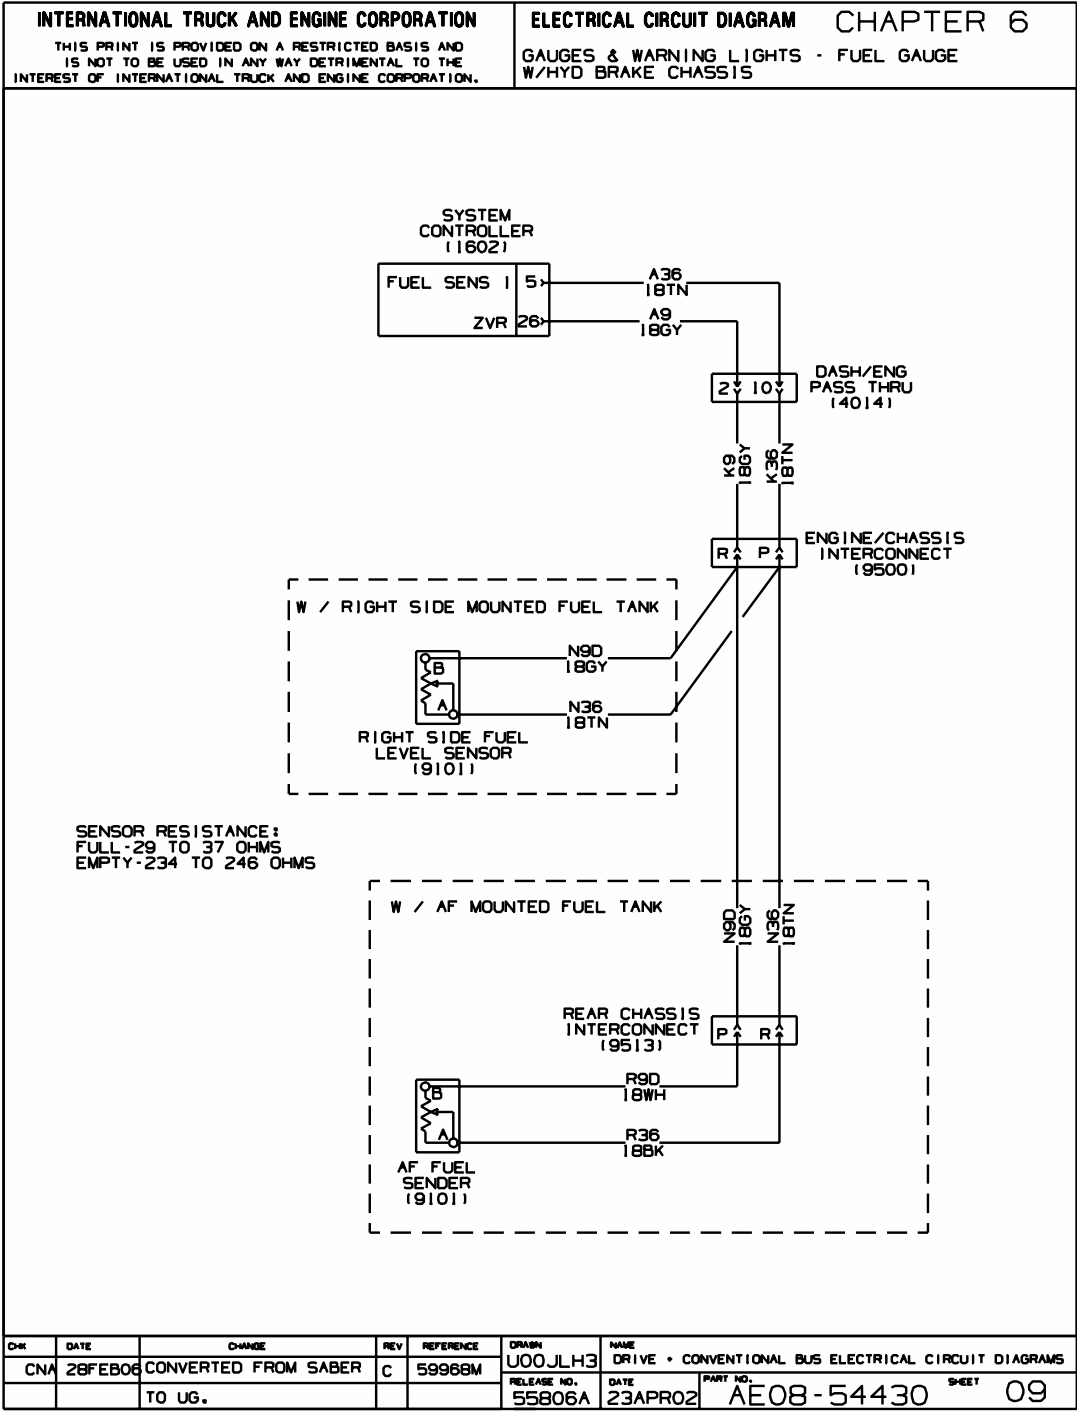 INTERNATIONAL TRUCK AND ENGINE CORPORATION
THIS PRINT IS PROVIDED ON A RESTRICTED BASIS AND
IS NOT TO BE USED IN ANY WAY DETRIMENTAL TO THE
INTEREST OF INTERNATIONAL TRUCK AND ENGINE CORPORATION.
ELECTRICAL CIRCUIT DIAGRAM CHAPTER 6
GAUGES & WARNING LIGHTS - FUEL GAUGE
W/HYD BRAKE CHASSIS
SYSTEM
CONTROLLER
(1602)
FUEL SENS 1 5
ZVR 26
A36
18TN
A9
18GY
2 10
DASH/ENG
PASS THRU
(4014)
K9
18GY
K36
18TN
R P
ENGINE/CHASSIS
INTERCONNECT
(9500)
W / RIGHT SIDE MOUNTED FUEL TANK
B
A
N9D
18GY
N36
18TN
RIGHT SIDE FUEL
LEVEL SENSOR
(9101)
SENSOR RESISTANCE:
FULL-29 TO 37 OHMS
EMPTY-234 TO 246 OHMS
W / AF MOUNTED FUEL TANK
N9D
18GY
N36
18TN
REAR CHASSIS
INTERCONNECT
(9513)
P R
B
A
R9D
18WH
R36
18BK
AF FUEL
SENDER
(9101)
CHK DATE CHANGE REV REFERENCE
CNA 28FEB06 CONVERTED FROM SABER C 59968M
TO UG.
DRAWN
U00JLH3
NAME
DRIVE • CONVENTIONAL BUS ELECTRICAL CIRCUIT DIAGRAMS
RELEASE NO.
55806A
DATE
23APR02
PART NO.
AE08-54430
SHEET 09